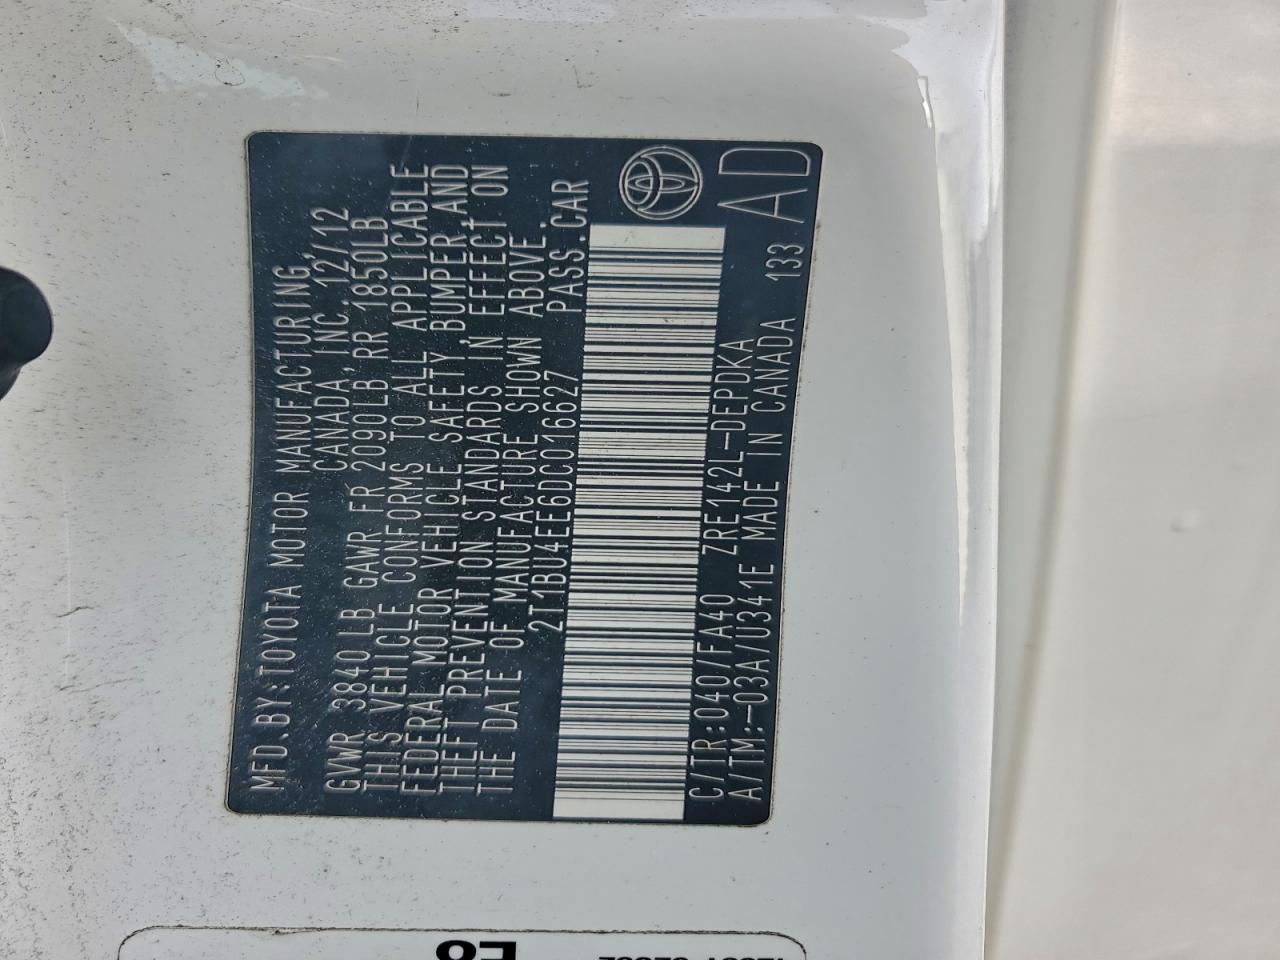 MFD.BY:TOYOTA MOTOR MANUFACTURING,
CANADA, INC. 12/12
GVWR 3840LB GAWR FR 2090LB,RR 1850LB
THIS VEHICLE CONFORMS TO ALL APPLICABLE
FEDERAL MOTOR VEHICLE SAFETY, BUMPER,AND
THEFT PREVENTION STANDARDS IN EFFECT ON
THE DATE OF MANUFACTURE SHOWN ABOVE.
2T1BU4EE6DC016627 PASS.CAR
C/TR:040/FA40 ZRE142L-DEPDKA
A/TM:-03A/U341E MADE IN CANADA 133
AD